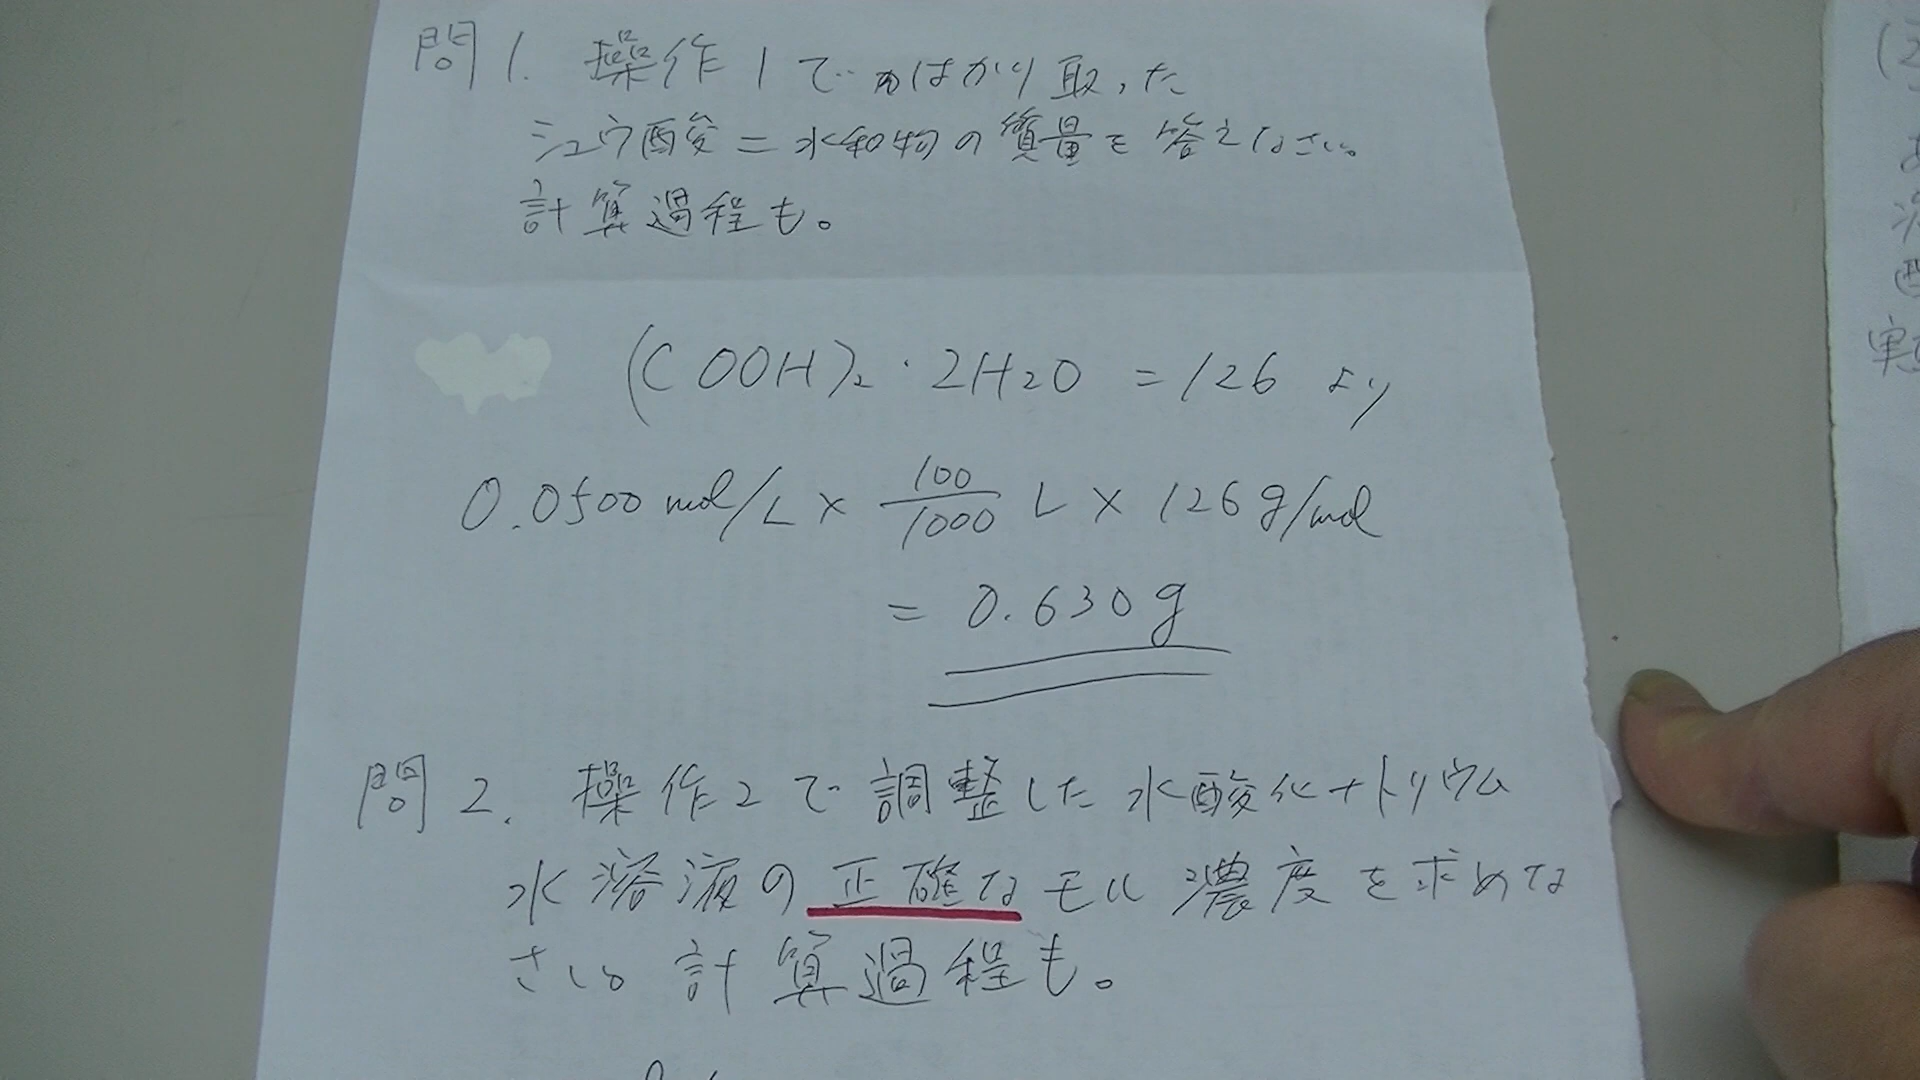 問1. 操作1で はかり取った
シュウ酸二水和物の質量を答えなさい。
計算過程も。
(COOH)₂・2H₂O = 126 より
0.0500 mol/L × 100/1000 L × 126 g/mol
= 0.630 g
問2. 操作2で調整した水酸化ナトリウム
水溶液の正確なモル濃度を求めな
さい。計算過程も。